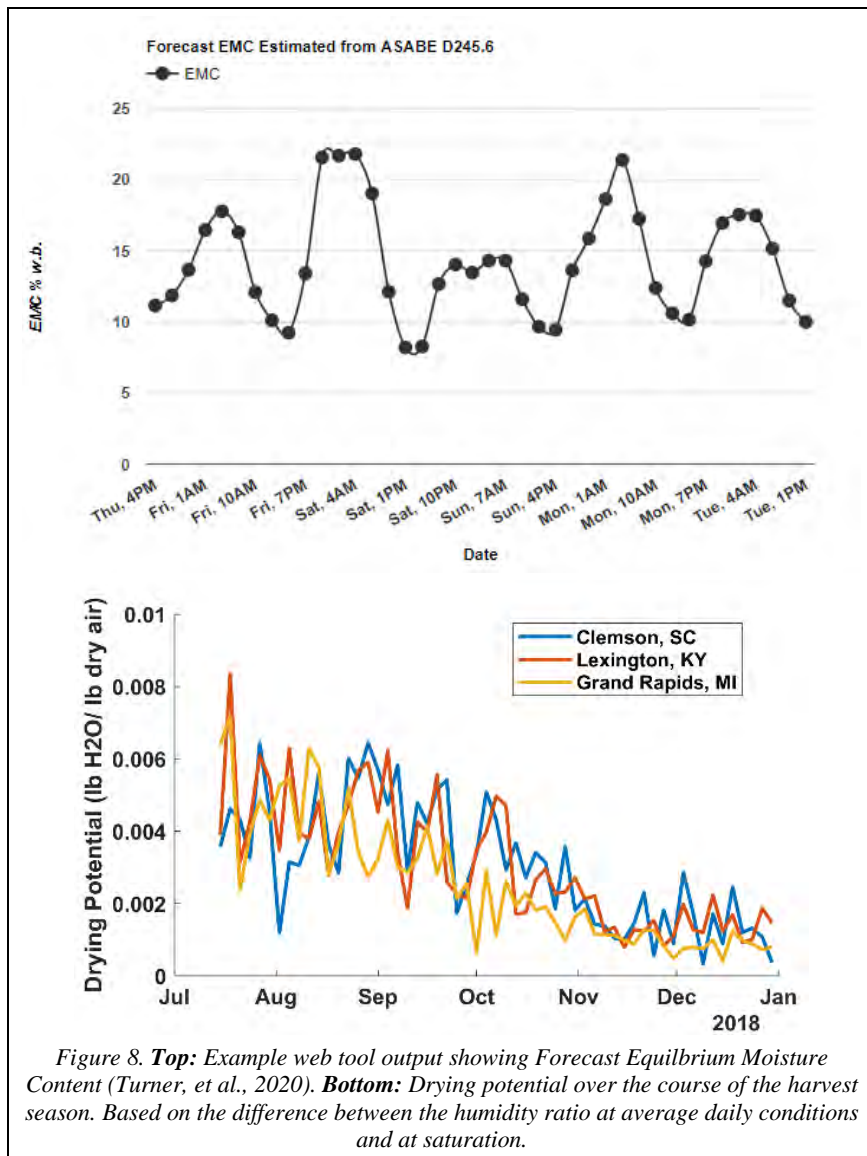 Forecast EMC Estimated from ASABE D245.6
EMC
25
20
15
10
5
0
EMC % w.b.
Thu, 4PM
Fri, 1AM
Fri, 10AM
Fri, 7PM
Sat, 4AM
Sat, 1PM
Sat, 10PM
Sun, 7AM
Sun, 4PM
Mon, 1AM
Mon, 10AM
Mon, 7PM
Tue, 4AM
Tue, 1PM
Date
Drying Potential (lb H2O/ lb dry air)
0.01
0.008
0.006
0.004
0.002
0
Clemson, SC
Lexington, KY
Grand Rapids, MI
Jul
Aug
Sep
Oct
Nov
Dec
Jan
2018
Figure 8. Top: Example web tool output showing Forecast Equilbrium Moisture
Content (Turner, et al., 2020). Bottom: Drying potential over the course of the harvest
season. Based on the difference between the humidity ratio at average daily conditions
and at saturation.